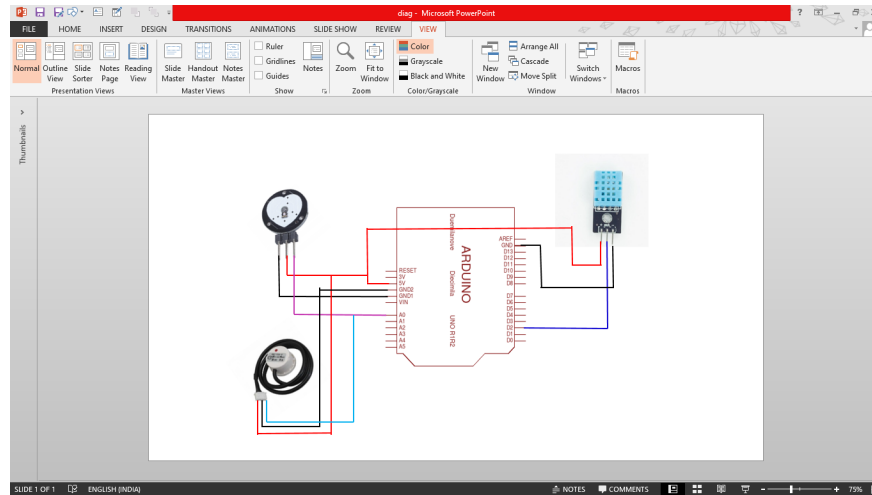 diag - Microsoft PowerPoint
FILE HOME INSERT DESIGN TRANSITIONS ANIMATIONS SLIDE SHOW REVIEW VIEW
Normal Outline View Slide Sorter Notes Page Reading View
Presentation Views
Slide Master Handout Master Notes Master
Master Views
Ruler
Gridlines
Guides
Notes
Show
Zoom Fit to Window
Zoom
Color
Grayscale
Black and White
Color/Grayscale
New Window
Arrange All
Cascade
Move Split
Switch Windows
Window
Macros
Macros
Thumbnails
Duemilanove
Diecimila
UNO R1R2
ARDUINO
RESET
3V
5V
GND2
GND1
VIN
A0
A1
A2
A3
A4
A5
AREF
GND
D13
D12
D11
D10
D9
D8
D7
D6
D5
D4
D3
D2
D1
D0
SLIDE 1 OF 1 ENGLISH (INDIA) NOTES COMMENTS 75%